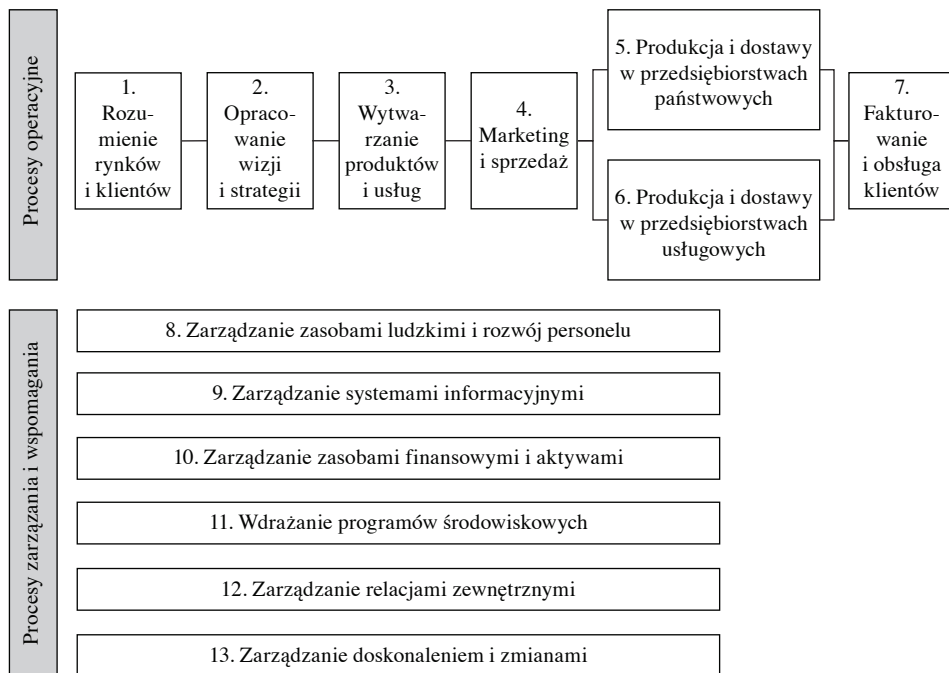 Procesy operacyjne
1.
Rozu-
mienie
rynków
i klientów
2.
Opraco-
wanie
wizji
i strategii
3.
Wytwa-
rzanie
produktów
i usług
4.
Marketing
i sprzedaż
5. Produkcja i dostawy
w przedsiębiorstwach
państwowych
6. Produkcja i dostawy
w przedsiębiorstwach
usługowych
7.
Fakturo-
wanie
i obsługa
klientów
Procesy zarzązania i wspomagania
8. Zarządzanie zasobami ludzkimi i rozwój personelu
9. Zarządzanie systemami informacyjnymi
10. Zarządzanie zasobami finansowymi i aktywami
11. Wdrażanie programów środowiskowych
12. Zarządzanie relacjami zewnętrznymi
13. Zarządzanie doskonaleniem i zmianami